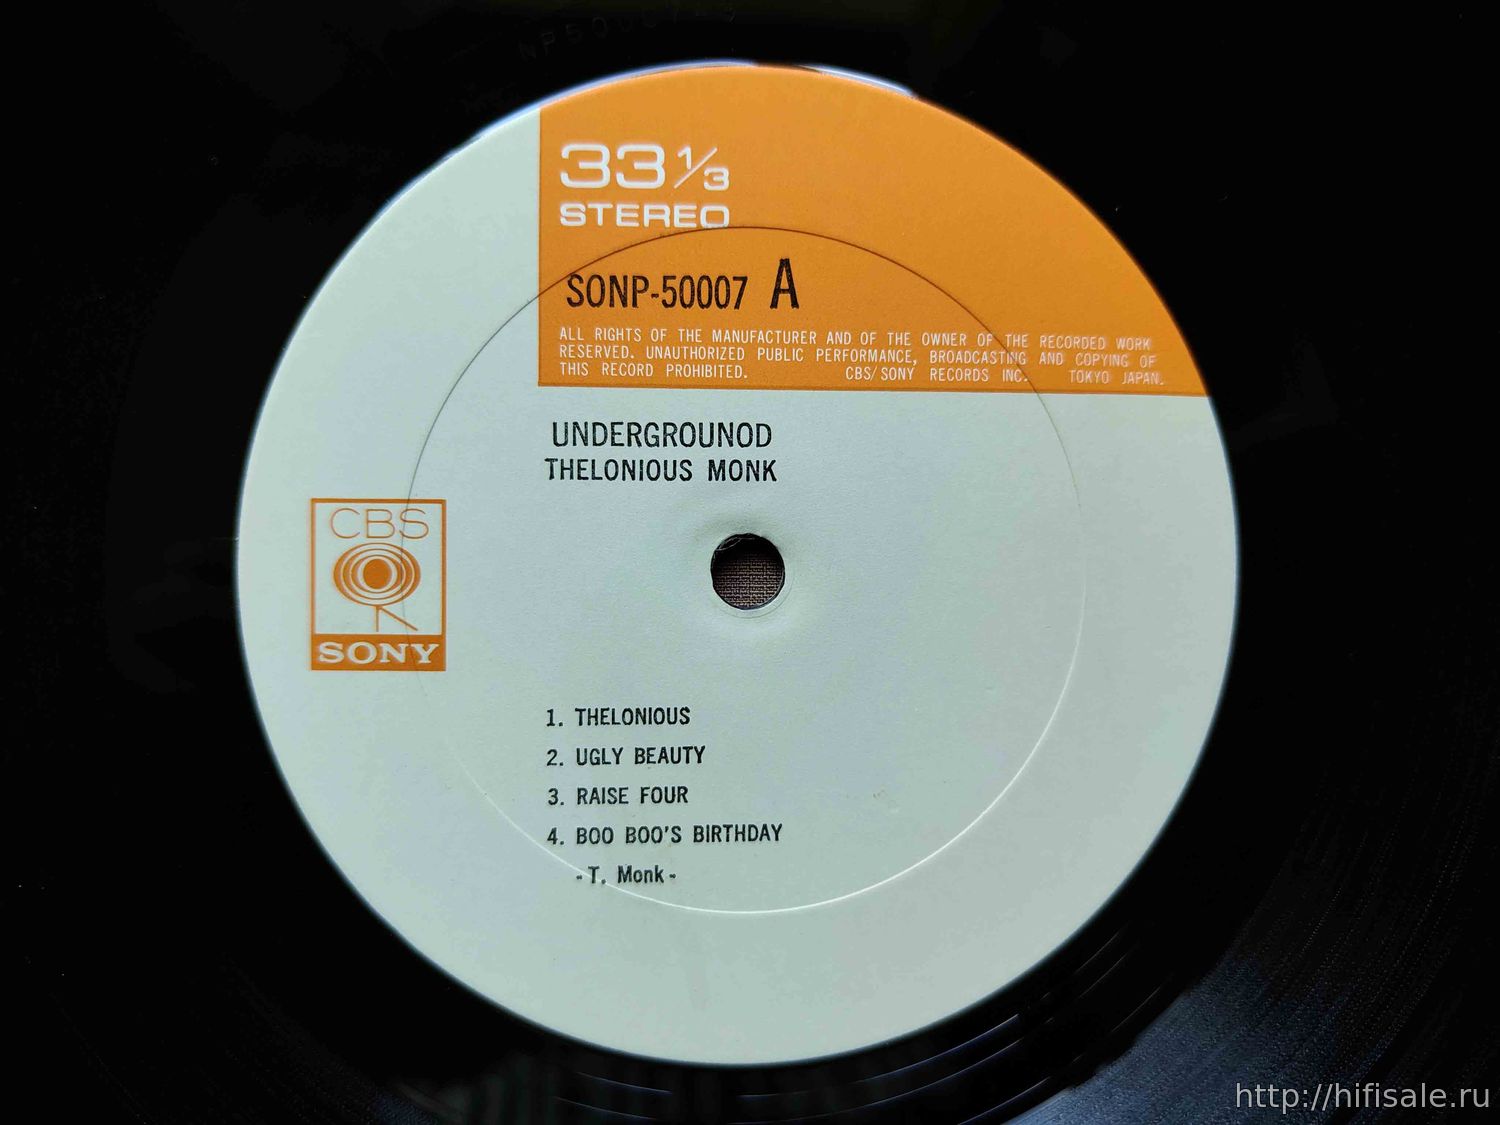 33 1/3
STEREO
SONP-50007 A
ALL RIGHTS OF THE MANUFACTURER AND OF THE OWNER OF THE RECORDED WORK
RESERVED. UNAUTHORIZED PUBLIC PERFORMANCE, BROADCASTING AND COPYING OF
THIS RECORD PROHIBITED. CBS/SONY RECORDS INC. TOKYO JAPAN.
UNDERGROUNOD
THELONIOUS MONK
CBS
SONY
1. THELONIOUS
2. UGLY BEAUTY
3. RAISE FOUR
4. BOO BOO'S BIRTHDAY
-T. Monk-
http://hifisale.ru